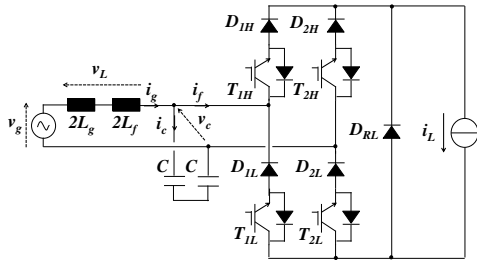 D1H D2H
vL
ig if
T1H T2H
vg
2Lg 2Lf
ic vc
DRL iL
C C
D1L D2L
T1L T2L